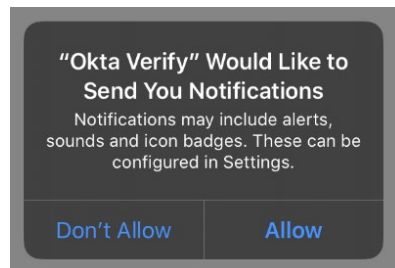 “Okta Verify” Would Like to
Send You Notifications
Notifications may include alerts,
sounds and icon badges. These can be
configured in Settings.
Don’t Allow
Allow